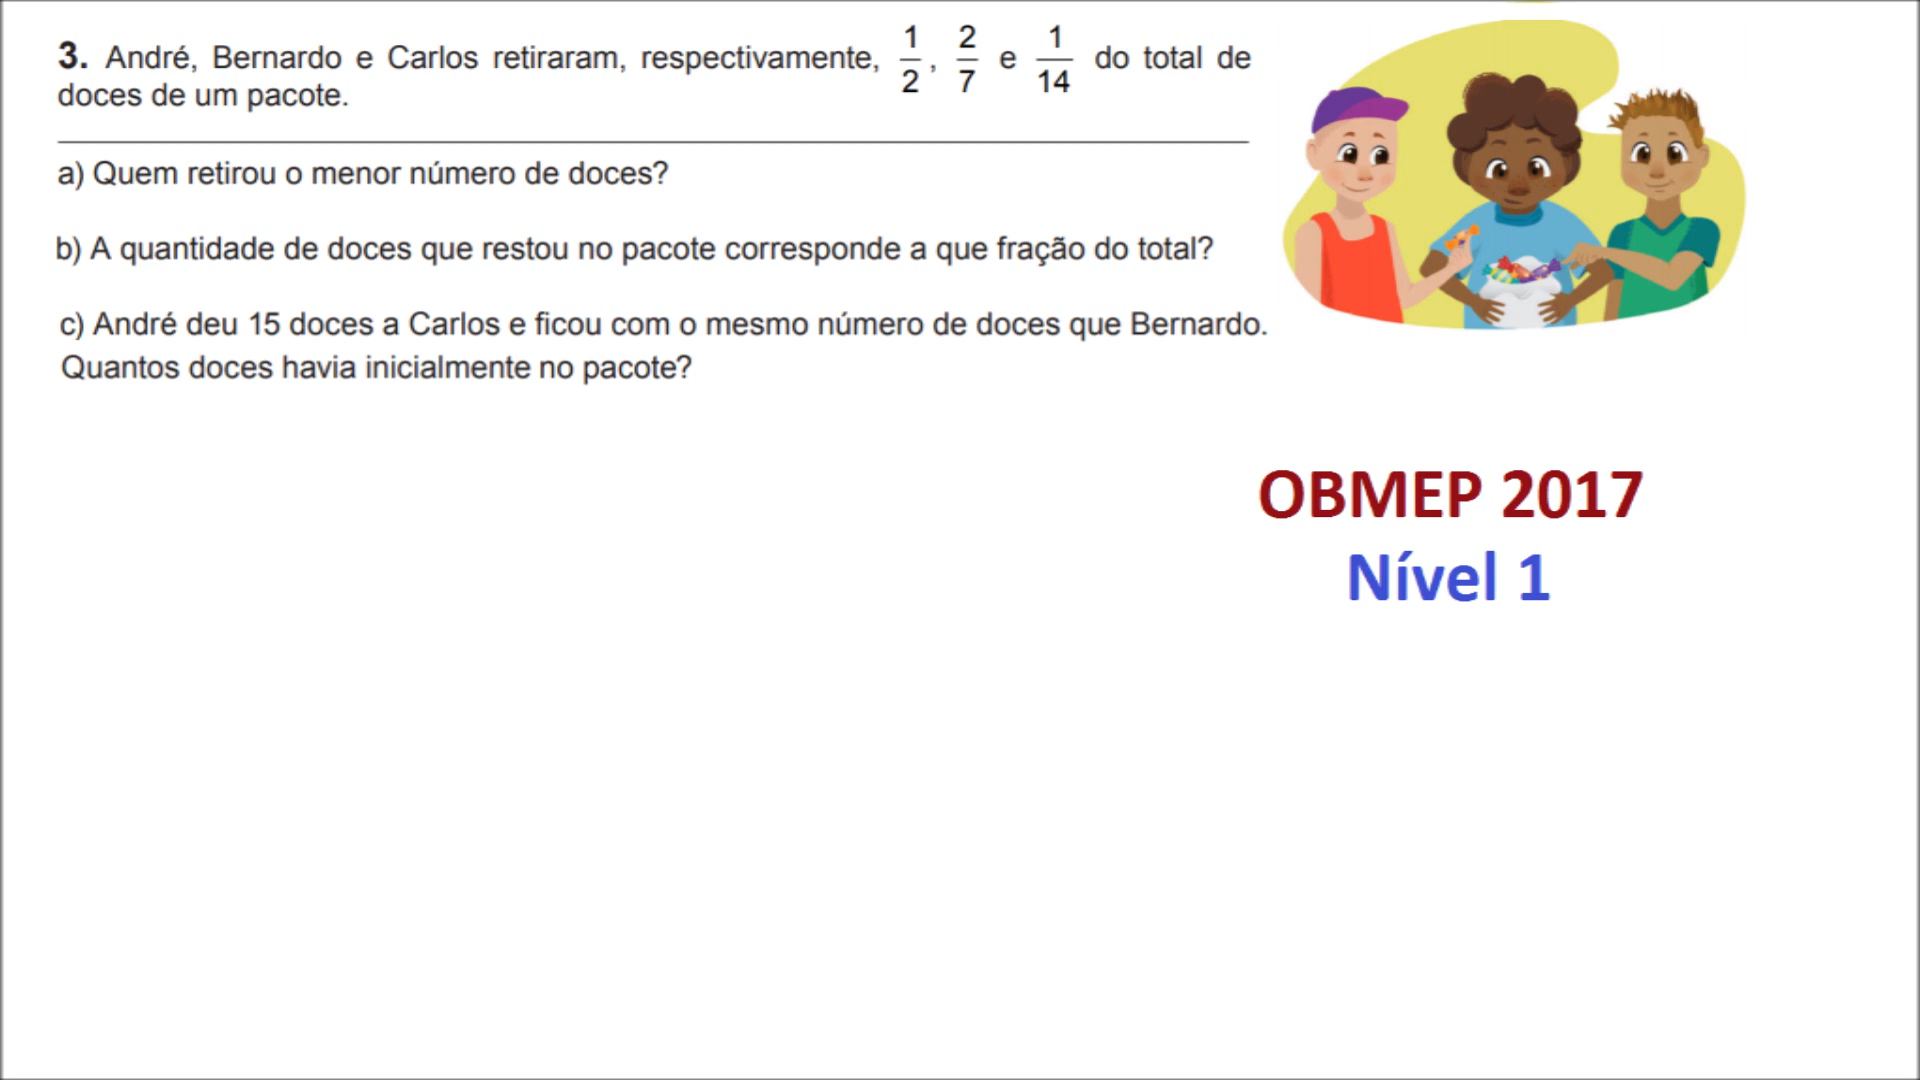 3. André, Bernardo e Carlos retiraram, respectivamente, 1/2, 2/7 e 1/14 do total de
doces de um pacote.
a) Quem retirou o menor número de doces?
b) A quantidade de doces que restou no pacote corresponde a que fração do total?
c) André deu 15 doces a Carlos e ficou com o mesmo número de doces que Bernardo.
Quantos doces havia inicialmente no pacote?
OBMEP 2017
Nível 1